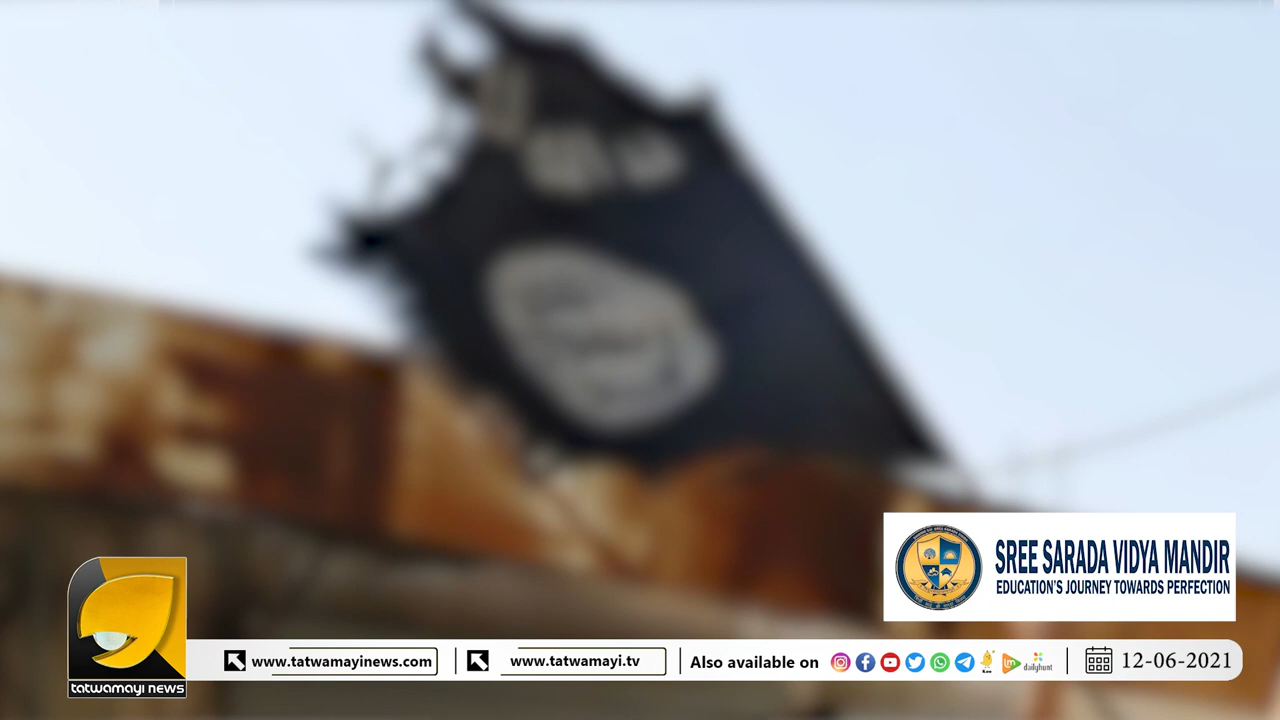 SREE SARADA VIDYA MANDIR
EDUCATION'S JOURNEY TOWARDS PERFECTION
www.tatwamayinews.com
www.tatwamayi.tv
Also available on
dailyhunt
12-06-2021
tatwamayi news